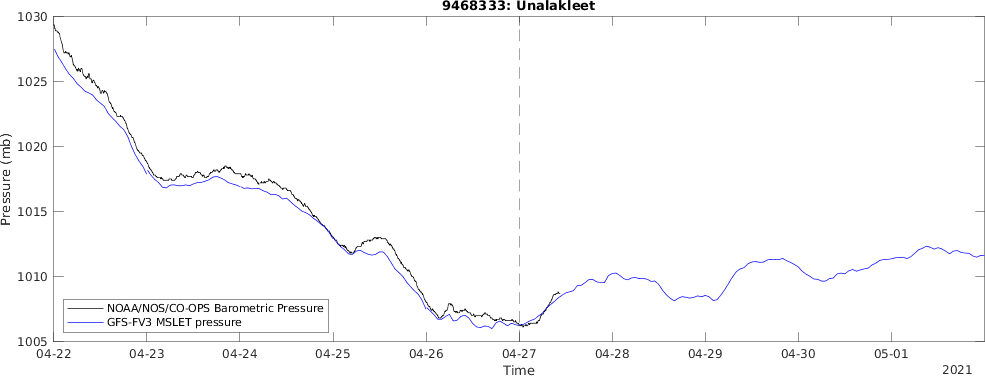 9468333: Unalakleet
1030
1025
1020
1015
1010
1005
Pressure (mb)
NOAA/NOS/CO-OPS Barometric Pressure
GFS-FV3 MSLET pressure
04-22 04-23 04-24 04-25 04-26 04-27 04-28 04-29 04-30 05-01
Time
2021